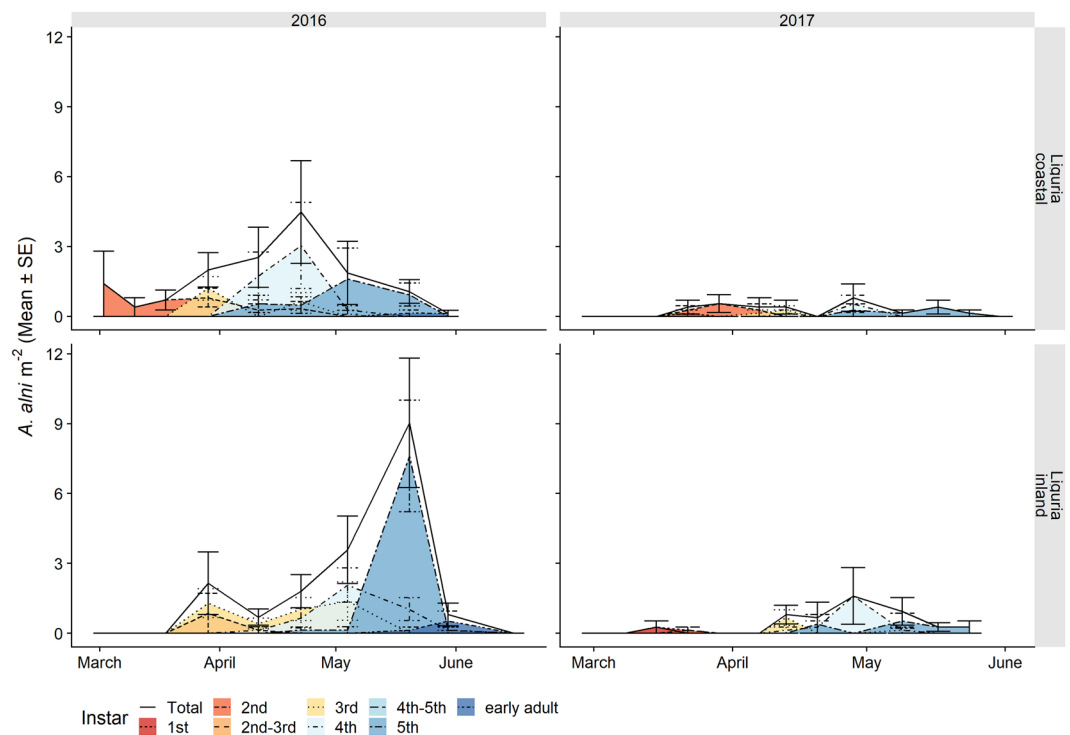 2016
2017
12
9
6
3
0
Liquria
coastal
A. alni m⁻² (Mean ± SE)
12
9
6
3
0
Liquria
inland
March
April
May
June
March
April
May
June
Instar
Total
2nd
3rd
4th-5th
early adult
1st
2nd-3rd
4th
5th